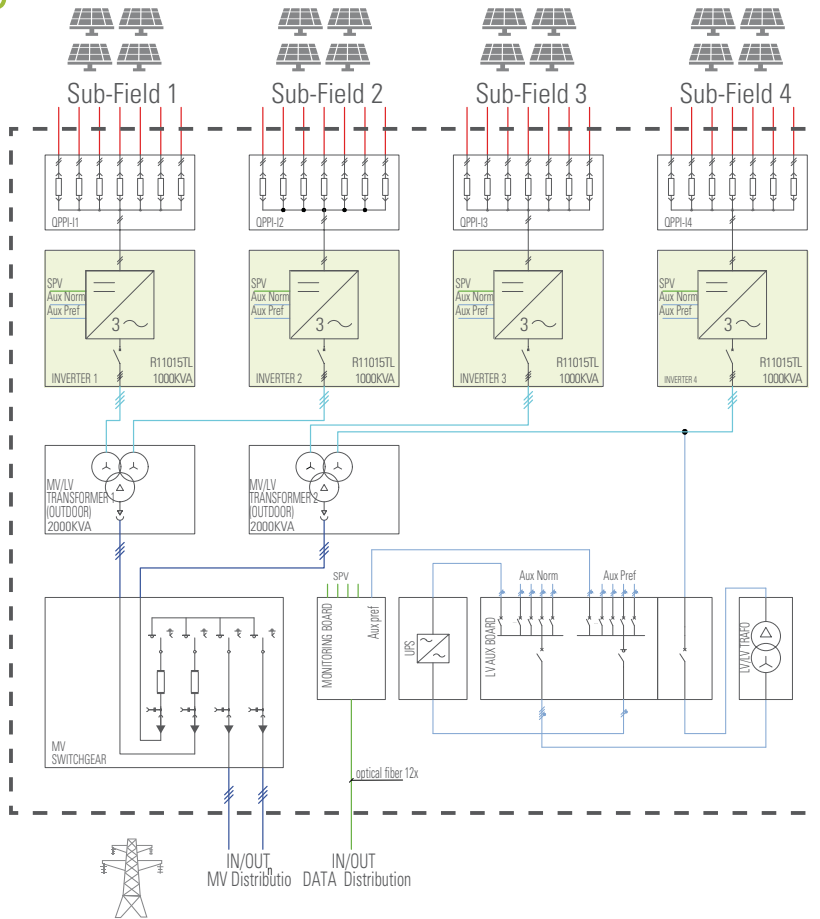 Sub-Field 1
Sub-Field 2
Sub-Field 3
Sub-Field 4
QPPI-I1
QPPI-I2
QPPI-I3
QPPI-I4
SPV
Aux Norm
Aux Pref
3
R11015TL
INVERTER 1
1000KVA
SPV
Aux Norm
Aux Pref
3
R11015TL
INVERTER 2
1000KVA
SPV
Aux Norm
Aux Pref
3
R11015TL
INVERTER 3
1000KVA
SPV
Aux Norm
Aux Pref
3
R11015TL
INVERTER 4
1000KVA
MV/LV
TRANSFORMER 1
(OUTDOOR)
2000KVA
MV/LV
TRANSFORMER 2
(OUTDOOR)
2000KVA
SPV
MONITORING BOARD
Aux pref
UPS
Aux Norm
Aux Pref
LV AUX BOARD
LV/LV TRAFO
MV
SWITCHGEAR
optical fiber 12x
IN/OUT
MV Distributio
n
IN/OUT
DATA Distribution